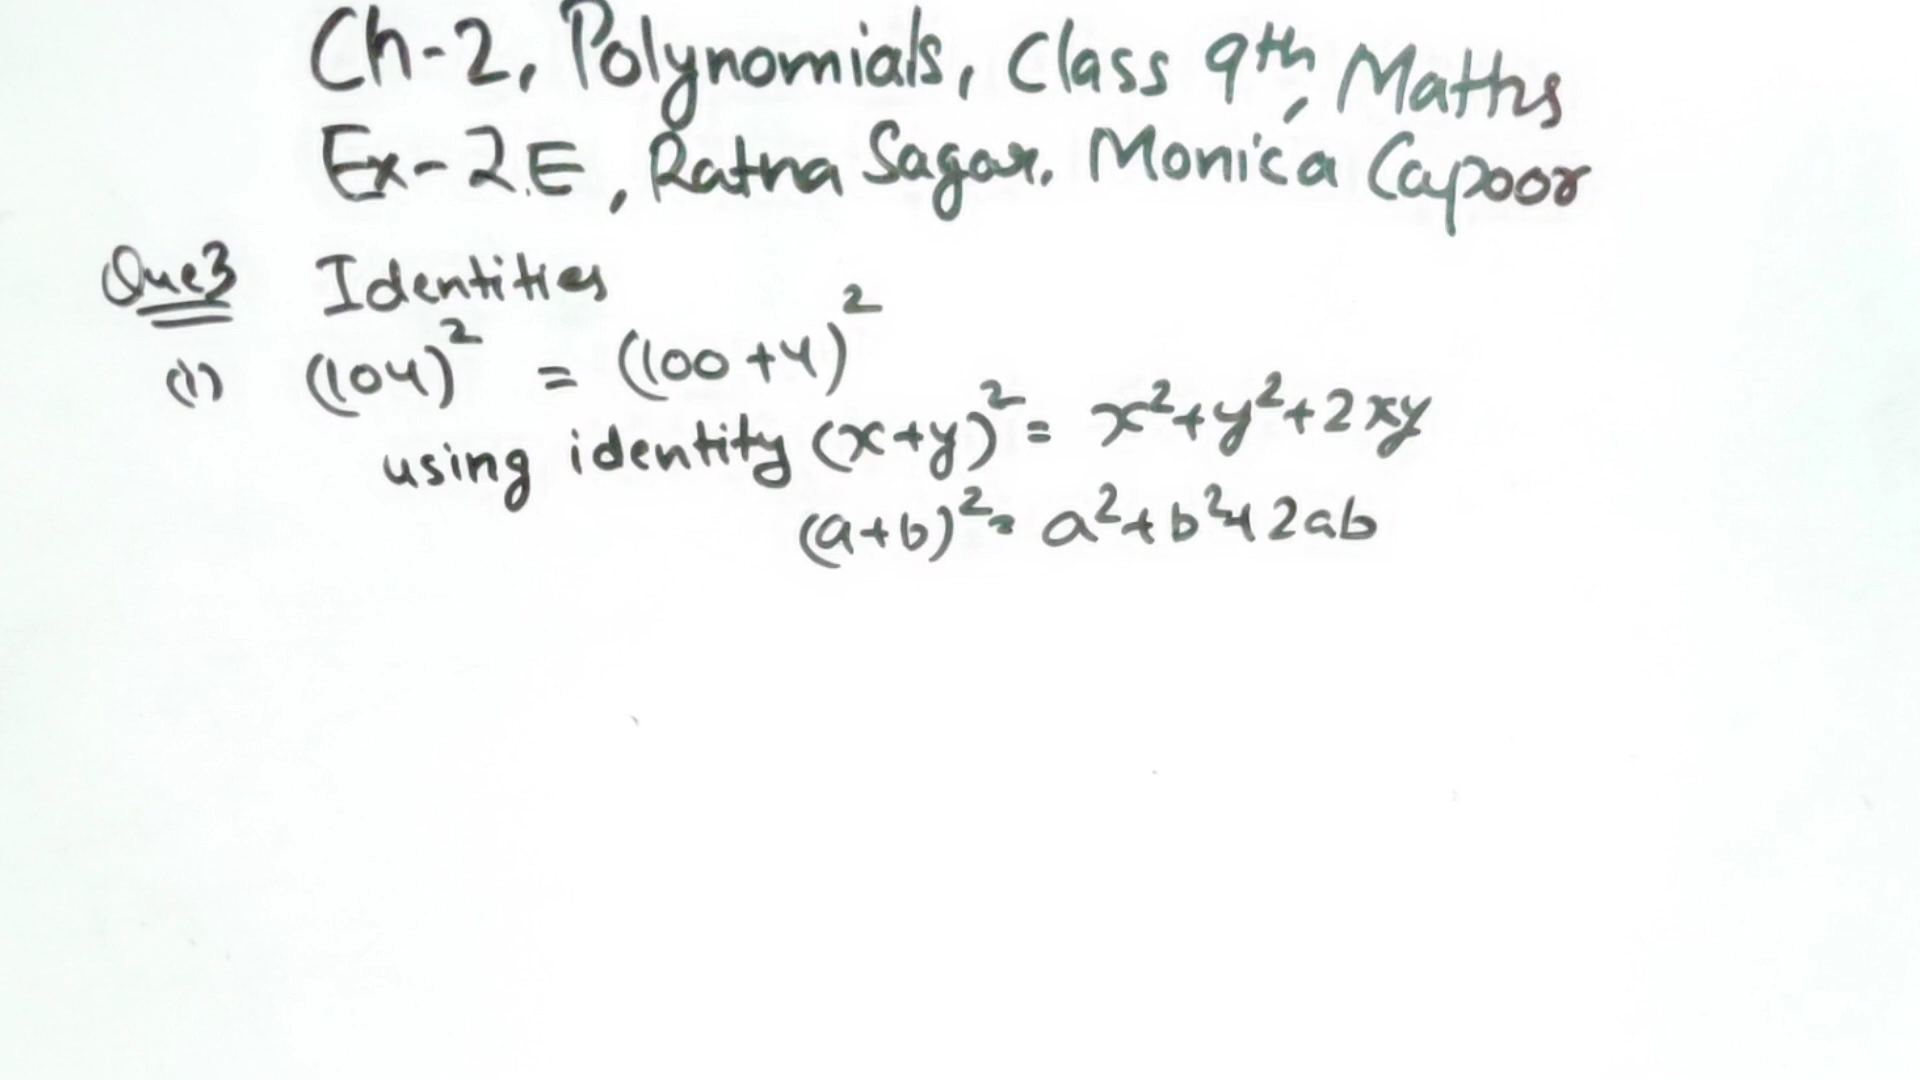 Ch-2, Polynomials, Class 9th, Maths
Ex-2.E, Ratna Sagar. Monica Capoor
Que3 Identities
(1) (104)² = (100+4)²
using identity (x+y)² = x²+y²+2xy
(a+b)² = a²+b²+2ab